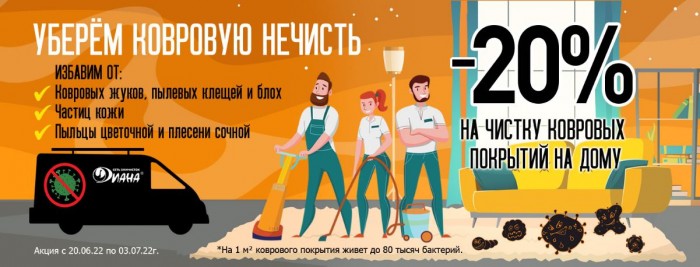 УБЕРЁМ КОВРОВУЮ НЕЧИСТЬ
ИЗБАВИМ ОТ:
Ковровых жуков, пылевых клещей и блох
Частиц кожи
Пыльцы цветочной и плесени сочной
-20%
НА ЧИСТКУ КОВРОВЫХ
ПОКРЫТИЙ НА ДОМУ
СЕТЬ ХИМЧИСТОК
ДИАНА®
Акция с 20.06.22 по 03.07.22г.
*На 1 м² коврового покрытия живет до 80 тысяч бактерий.